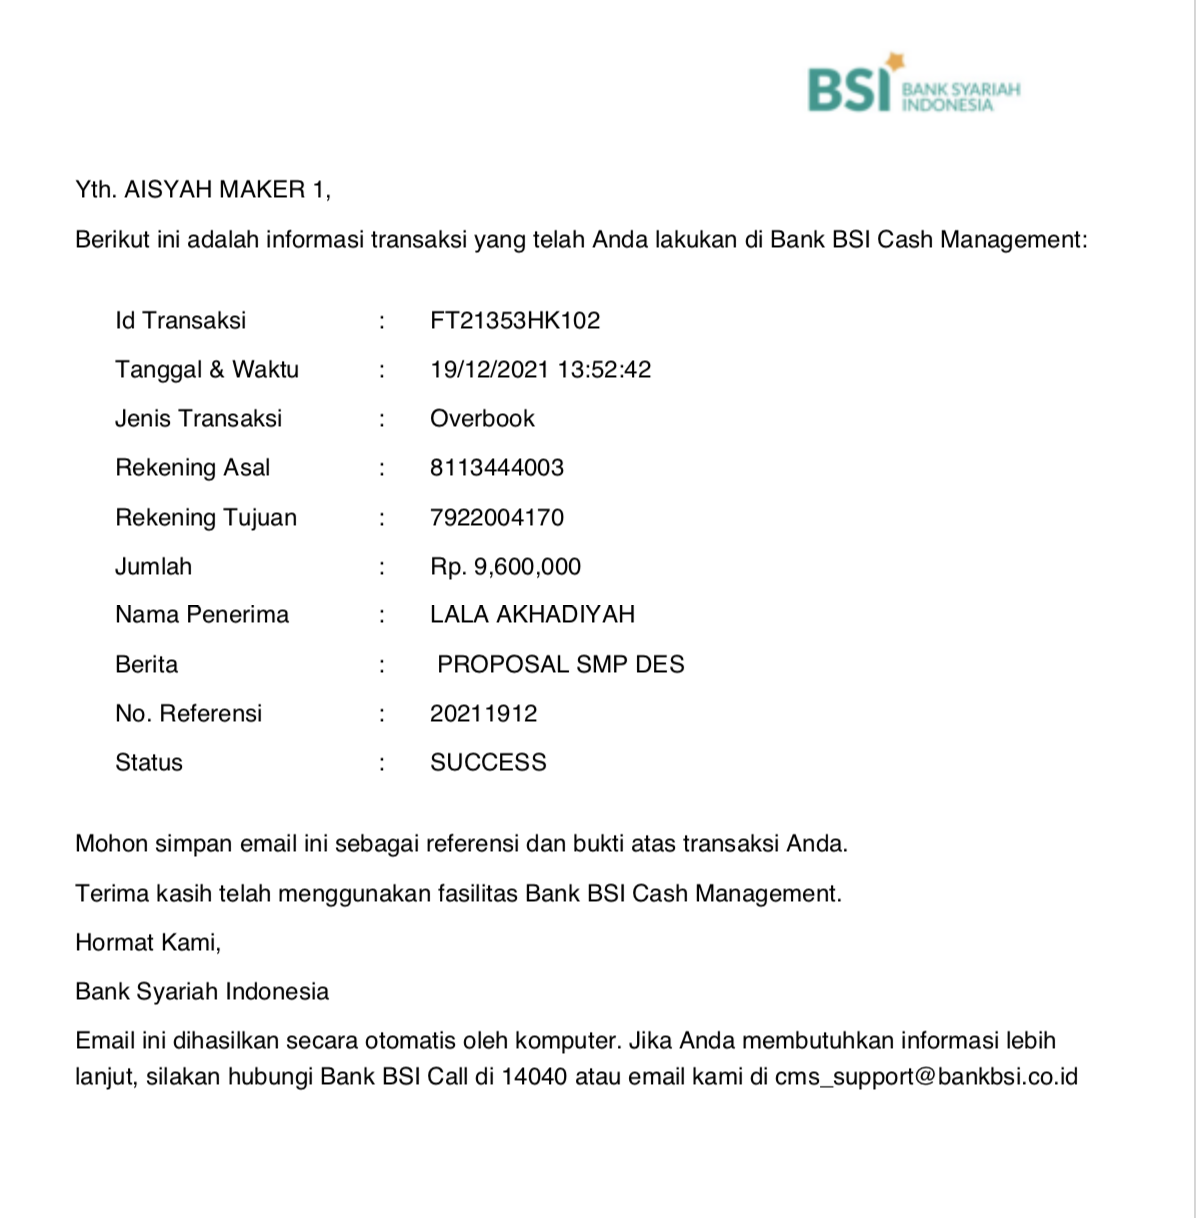 BSI BANK SYARIAH
INDONESIA
Yth. AISYAH MAKER 1,
Berikut ini adalah informasi transaksi yang telah Anda lakukan di Bank BSI Cash Management:
Id Transaksi : FT21353HK102
Tanggal & Waktu : 19/12/2021 13:52:42
Jenis Transaksi : Overbook
Rekening Asal : 8113444003
Rekening Tujuan : 7922004170
Jumlah : Rp. 9,600,000
Nama Penerima : LALA AKHADIYAH
Berita : PROPOSAL SMP DES
No. Referensi : 20211912
Status : SUCCESS
Mohon simpan email ini sebagai referensi dan bukti atas transaksi Anda.
Terima kasih telah menggunakan fasilitas Bank BSI Cash Management.
Hormat Kami,
Bank Syariah Indonesia
Email ini dihasilkan secara otomatis oleh komputer. Jika Anda membutuhkan informasi lebih
lanjut, silakan hubungi Bank BSI Call di 14040 atau email kami di cms_support@bankbsi.co.id